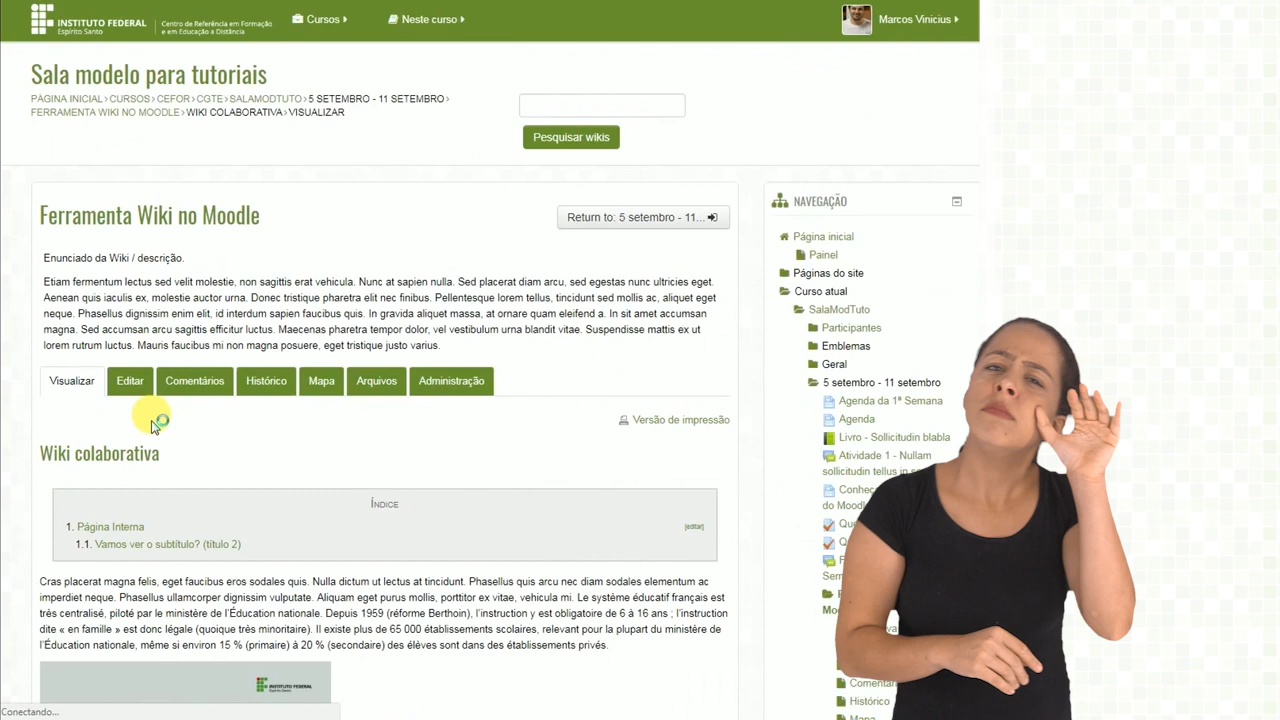 INSTITUTO FEDERAL
Espírito Santo
Centro de Referência em Formação
e em Educação a Distância
Cursos
Neste curso
Marcos Vinicius
Sala modelo para tutoriais
PÁGINA INICIAL › CURSOS › CEFOR › CGTE › SALAMODTUTO › 5 SETEMBRO - 11 SETEMBRO ›
FERRAMENTA WIKI NO MOODLE › WIKI COLABORATIVA › VISUALIZAR
Pesquisar wikis
Ferramenta Wiki no Moodle
Return to: 5 setembro - 11...
Enunciado da Wiki / descrição.
Etiam fermentum lectus sed velit molestie, non sagittis erat vehicula. Nunc at sapien nulla. Sed placerat diam arcu, sed egestas nunc ultricies eget.
Aenean quis iaculis ex, molestie auctor urna. Donec tristique pharetra elit nec finibus. Pellentesque lorem tellus, tincidunt sed mollis ac, aliquet eget
neque. Phasellus dignissim enim elit, id interdum sapien faucibus quis. In gravida aliquet massa, at ornare quam eleifend a. In sit amet accumsan
magna. Sed accumsan arcu sagittis efficitur luctus. Maecenas pharetra tempor dolor, vel vestibulum urna blandit vitae. Suspendisse mattis ex ut
lorem rutrum luctus. Mauris faucibus mi non magna posuere, eget tristique justo varius.
Visualizar
Editar
Comentários
Histórico
Mapa
Arquivos
Administração
Versão de impressão
Wiki colaborativa
ÍNDICE
1. Página Interna
[editar]
1.1. Vamos ver o subtítulo? (título 2)
Cras placerat magna felis, eget faucibus eros sodales quis. Nulla dictum ut lectus at tincidunt. Phasellus quis arcu nec diam sodales elementum ac
imperdiet neque. Phasellus ullamcorper dignissim vulputate. Aliquam eget purus mollis, porttitor ex vitae, vehicula mi. Le système éducatif français est
très centralisé, piloté par le ministère de l'Éducation nationale. Depuis 1959 (réforme Berthoin), l'instruction y est obligatoire de 6 à 16 ans ; l'instruction
dite « en famille » est donc légale (quoique très minoritaire). Il existe plus de 65 000 établissements scolaires, relevant pour la plupart du ministère de
l'Éducation nationale, même si environ 15 % (primaire) à 20 % (secondaire) des élèves sont dans des établissements privés.
INSTITUTO FEDERAL
Conectando...
NAVEGAÇÃO
Página inicial
Painel
Páginas do site
Curso atual
SalaModTuto
Participantes
Emblemas
Geral
5 setembro - 11 setembro
Agenda da 1ª Semana
Agenda
Livro - Sollicitudin blabla
Atividade 1 - Nullam
sollicitudin tellus in
do Moo
Histórico
Mapa